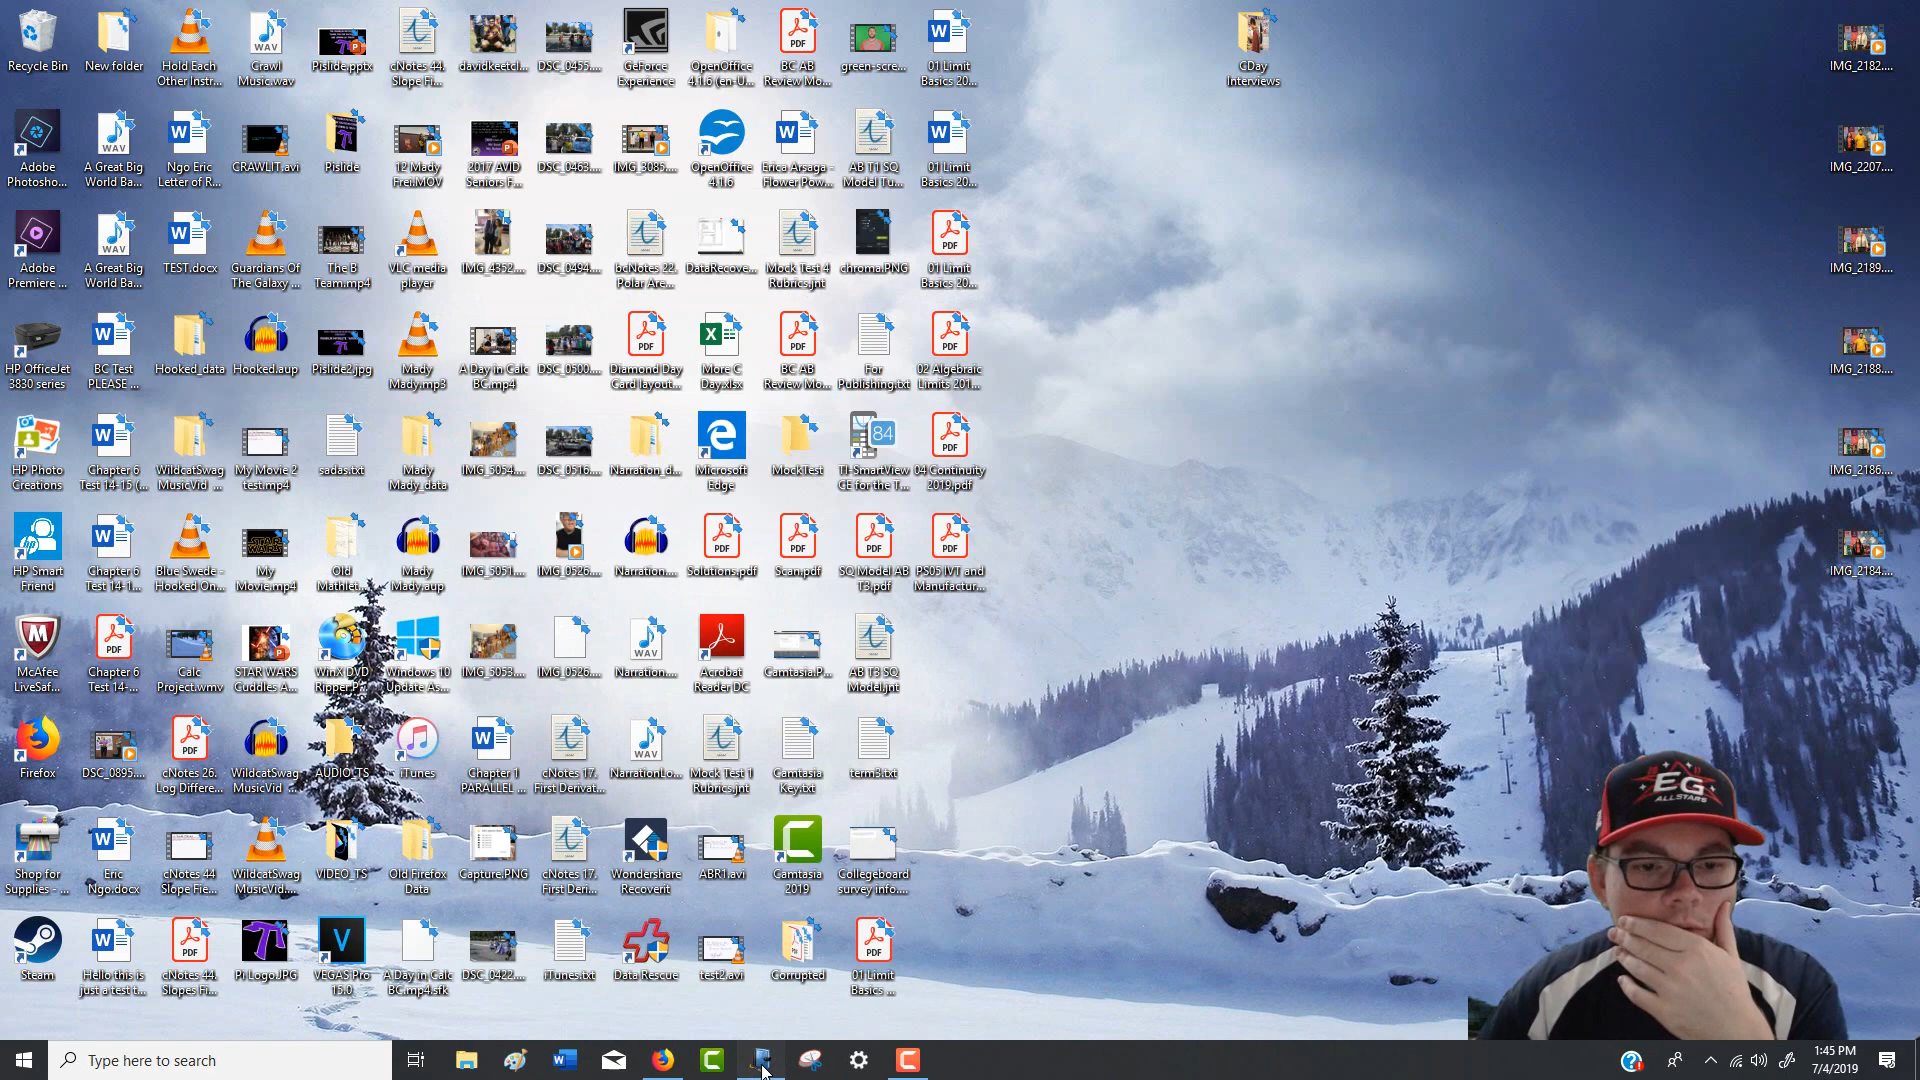 Recycle Bin
New folder
Hold Each
Other Instr...
Crawl
Music.wav
Pislide.pptx
cNotes 44.
Slope Fi...
davidkeetcl...
DSC_0455....
GeForce
Experience
OpenOffice
4.1.6 (en-U...
BC AB
Review Mo...
green-scre...
01 Limit
Basics 20...
CDay
Interviews
IMG_2182....
Adobe
Photosho...
A Great Big
World Ba...
Ngo Eric
Letter of R...
CRAWLIT.avi
Pislide
12 Mady
Frei.MOV
2017 AVID
Seniors F...
DSC_0463....
IMG_3085....
OpenOffice
4.1.6
Erica Arsaga -
Flower Pow...
AB T1 SQ
Model Tu...
01 Limit
Basics 20...
IMG_2207....
Adobe
Premiere ...
A Great Big
World Ba...
TEST.docx
Guardians Of
The Galaxy ...
The B
Team.mp4
VLC media
player
IMG_4352....
DSC_0494....
bcNotes 22.
Polar Are...
DataRecove...
Mock Test 4
Rubrics.jnt
chroma.PNG
01 Limit
Basics 20...
IMG_2189....
HP OfficeJet
3830 series
BC Test
PLEASE ...
Hooked_data
Hooked.aup
Pislide2.jpg
Mady
Mady.mp3
A Day in Calc
BC.mp4
DSC_0500....
Diamond Day
Card layout...
More C
Day.xlsx
BC AB
Review Mo...
For
Publishing.txt
02 Algebraic
Limits 201...
IMG_2188....
HP Photo
Creations
Chapter 6
Test 14-15 (...
WildcatSwag
MusicVid_...
My Movie 2
test.mp4
sadas.txt
Mady
Mady_data
IMG_5054....
DSC_0516....
Narration_d...
Microsoft
Edge
MockTest
84
TI-SmartView
CE for the T...
04 Continuity
2019.pdf
IMG_2186....
HP Smart
Friend
Chapter 6
Test 14-1...
Blue Swede -
Hooked On...
My
Movie.mp4
Old
Mathlet...
Mady
Mady.aup
IMG_5051....
IMG_0526....
Narration....
Solutions.pdf
Scan.pdf
SQ Model AB
T3.pdf
PS05 IVT and
Manufactur...
IMG_2184....
McAfee
LiveSaf...
Chapter 6
Test 14-...
Calc
Project.wmv
STAR WARS
Cuddles A...
WinX DVD
Ripper P...
Windows 10
Update As...
IMG_5053....
IMG_0526....
Narration....
Acrobat
Reader DC
Camtasia.P...
AB T3 SQ
Model.jnt
Firefox
DSC_0895....
cNotes 26.
Log Differe...
WildcatSwag
MusicVid_...
AUDIO_TS
iTunes
Chapter 1
PARALLEL ...
cNotes 17.
First Derivat...
NarrationLo...
Mock Test 1
Rubrics.jnt
Camtasia
Key.txt
term3.txt
EG
ALLSTARS
Shop for
Supplies - ...
Eric
Ngo.docx
cNotes 44
Slope Fie...
WildcatSwag
MusicVid....
VIDEO_TS
Old Firefox
Data
Capture.PNG
cNotes 17.
First Deri...
Wondershare
Recoverit
ABR1.avi
Camtasia
2019
Collegeboard
survey info....
Steam
Hello this is
just a test t...
cNotes 44.
Slopes Fi...
Pi Logo.JPG
VEGAS Pro
15.0
A Day in Calc
BC.mp4.sfk
DSC_0422....
iTunes.txt
Data Rescue
test2.avi
Corrupted
01 Limit
Basics ...
Type here to search
1:45 PM
7/4/2019